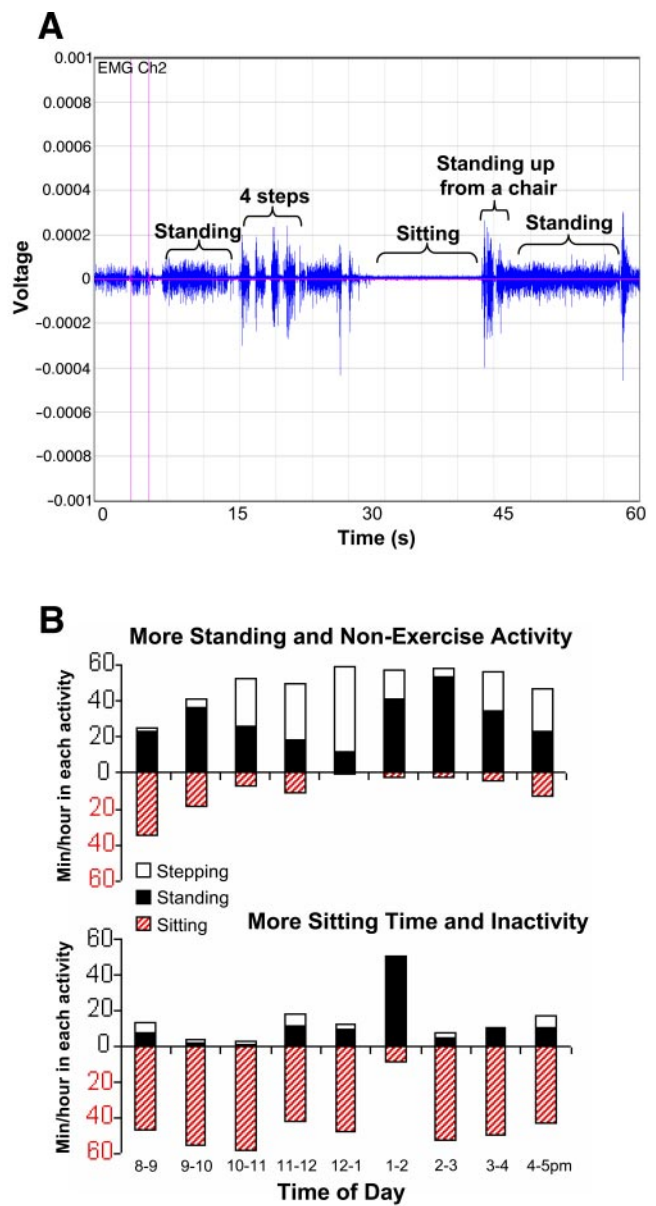 A
EMG Ch2
0.001
0.0008
0.0006
0.0004
0.0002
0
−0.0002
−0.0004
−0.0006
−0.0008
−0.001
Voltage
Standing
4 steps
Sitting
Standing up
from a chair
Standing
0 15 30 45 60
Time (s)
B
More Standing and Non-Exercise Activity
60
40
20
0
20
40
60
Min/hour in each activity
Stepping
Standing
Sitting
More Sitting Time and Inactivity
60
40
20
0
20
40
60
Min/hour in each activity
8-9 9-10 10-11 11-12 12-1 1-2 2-3 3-4 4-5pm
Time of Day